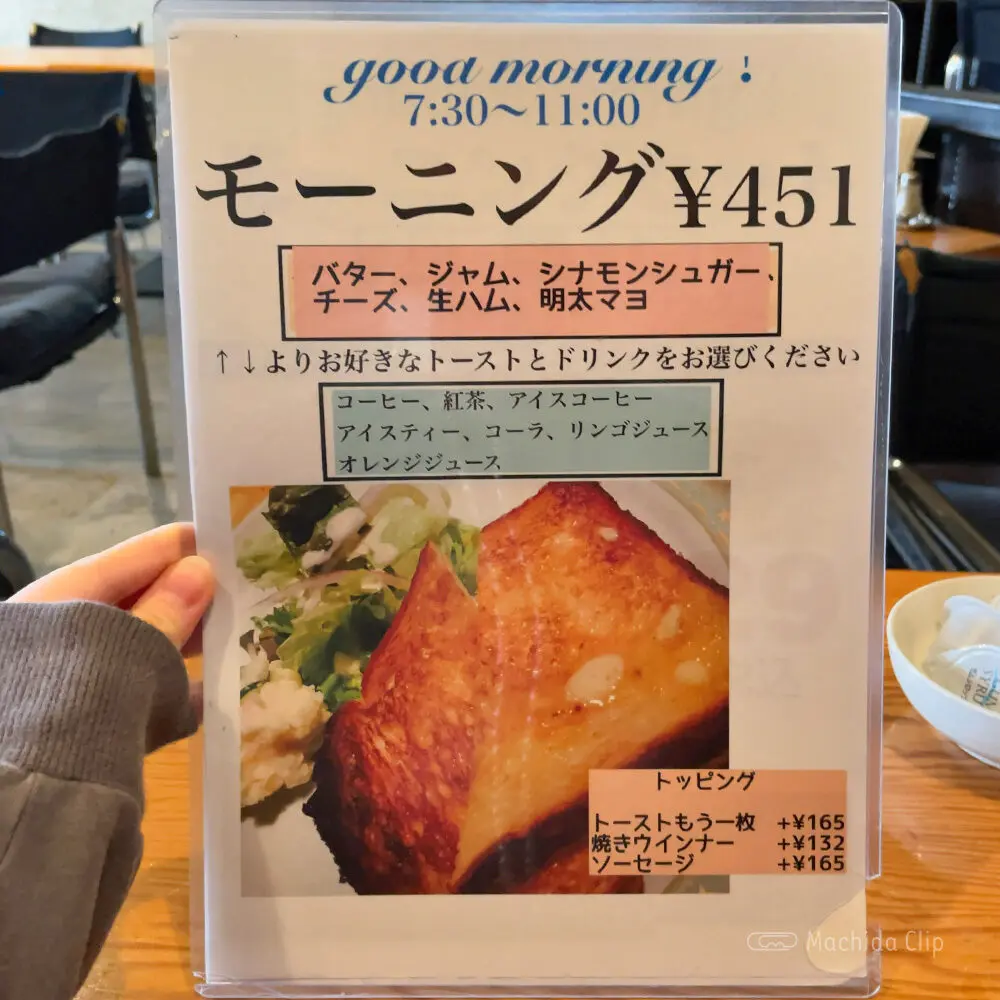 good morning !
7:30〜11:00
モーニング¥451
バター、ジャム、シナモンシュガー、
チーズ、生ハム、明太マヨ
↑↓よりお好きなトーストとドリンクをお選びください
コーヒー、紅茶、アイスコーヒー
アイスティー、コーラ、リンゴジュース
オレンジジュース
トッピング
トーストもう一枚 +¥165
焼きウインナー +¥132
ソーセージ +¥165
Machida Clip